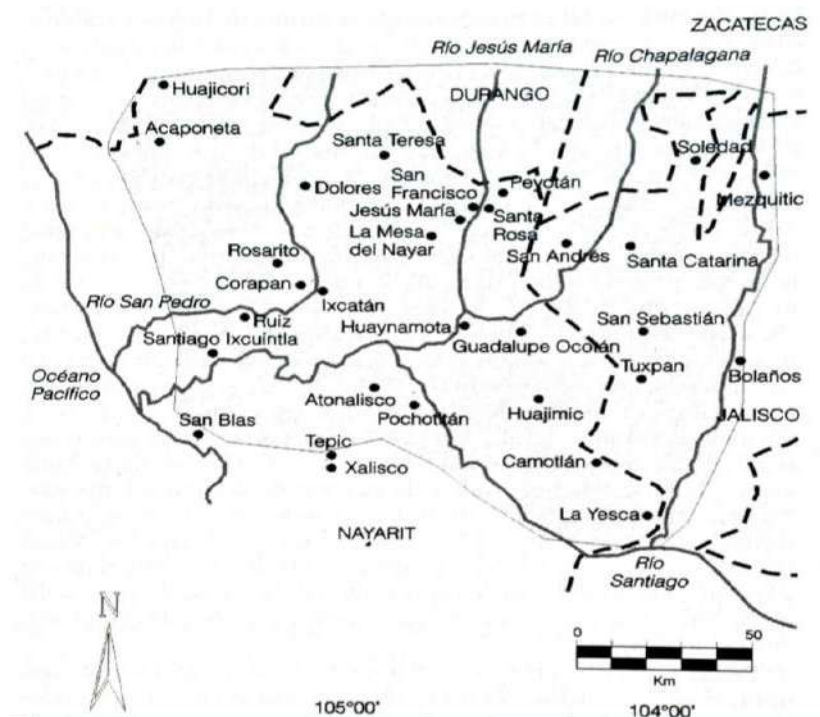 ZACATECAS
Río Jesús María
Río Chapalagana
Huajicori
DURANGO
Acaponeta
Santa Teresa
Soledad
San
Francisco
Peyotán
Dolores
Mezquitic
Jesús María
Santa
Rosa
La Mesa
del Nayar
San Andrés
Santa Catarina
Rosarito
Corapan
Río San Pedro
Ixcatán
Ruiz
Huaynamota
San Sebastián
Santiago Ixcuintla
Guadalupe Ocotán
Océano
Pacífico
Tuxpan
Bolaños
Atonalisco
Pochotitán
Huajimic
JALISCO
San Blas
Tepic
Xalisco
Camotlán
La Yesca
NAYARIT
Río
Santiago
N
0 50
Km
105°00' 104°00'